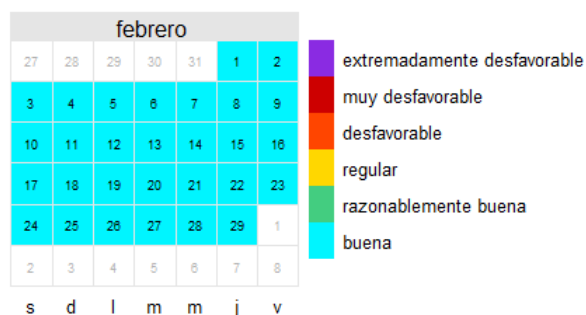 febrero
27 28 29 30 31 1 2
3 4 5 6 7 8 9
10 11 12 13 14 15 16
17 18 19 20 21 22 23
24 25 26 27 28 29 1
2 3 4 5 6 7 8
s d l m m j v
extremadamente desfavorable
muy desfavorable
desfavorable
regular
razonablemente buena
buena